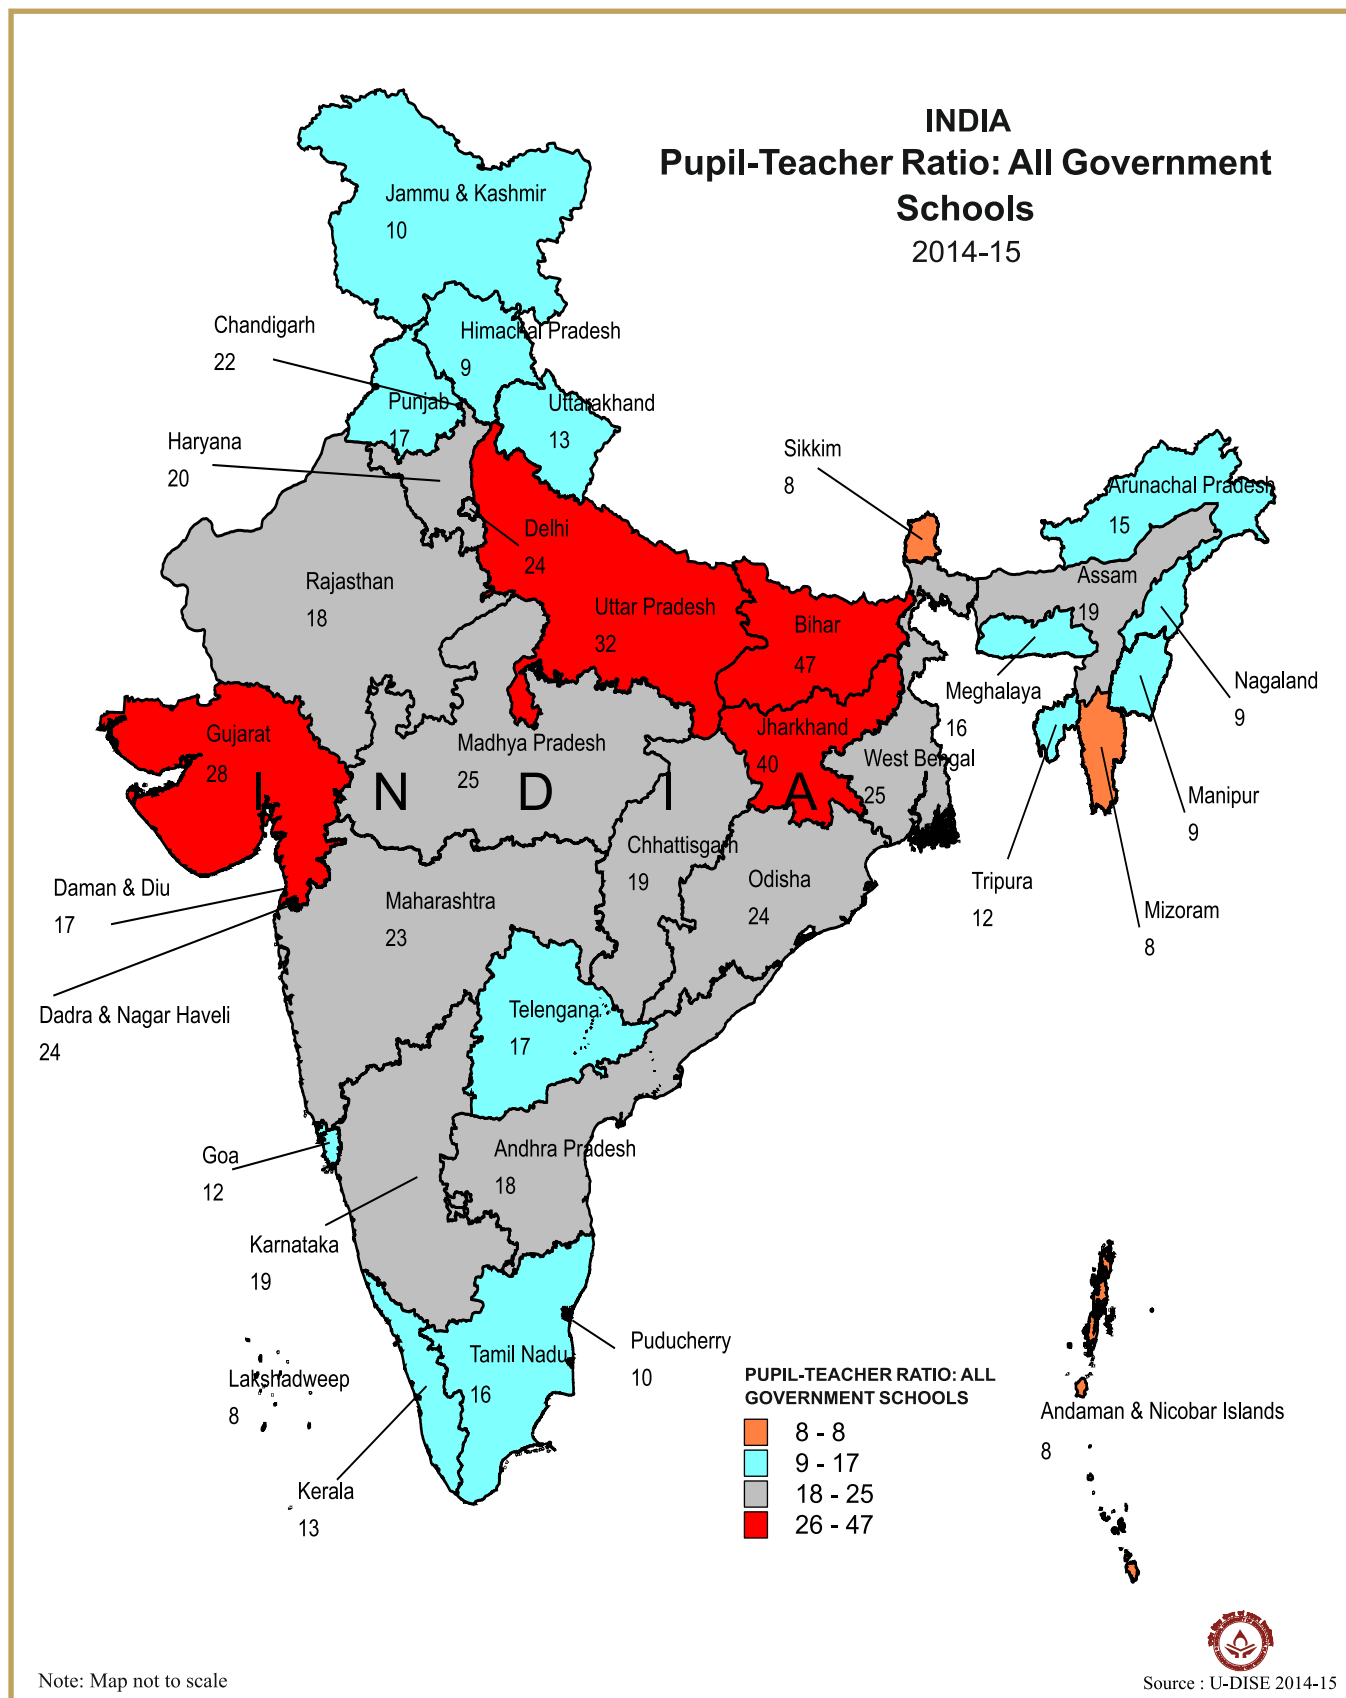 INDIA
Pupil-Teacher Ratio: All Government
Schools
2014-15
Jammu & Kashmir
10
Chandigarh
22
Himachal Pradesh
9
Punjab
17
Uttarakhand
13
Haryana
20
Sikkim
8
Arunachal Pradesh
15
Delhi
24
Rajasthan
18
Assam
19
Uttar Pradesh
32
Bihar
47
Meghalaya
16
Nagaland
9
Gujarat
28
Madhya Pradesh
25
Jharkhand
40
West Bengal
25
I N D I A
Manipur
9
Chhattisgarh
19
Odisha
24
Tripura
12
Mizoram
8
Daman & Diu
17
Maharashtra
23
Dadra & Nagar Haveli
24
Telengana
17
Goa
12
Andhra Pradesh
18
Karnataka
19
Puducherry
10
Tamil Nadu
16
Lakshadweep
8
Kerala
13
Andaman & Nicobar Islands
8
PUPIL-TEACHER RATIO: ALL
GOVERNMENT SCHOOLS
8 - 8
9 - 17
18 - 25
26 - 47
Note: Map not to scale
Source : U-DISE 2014-15